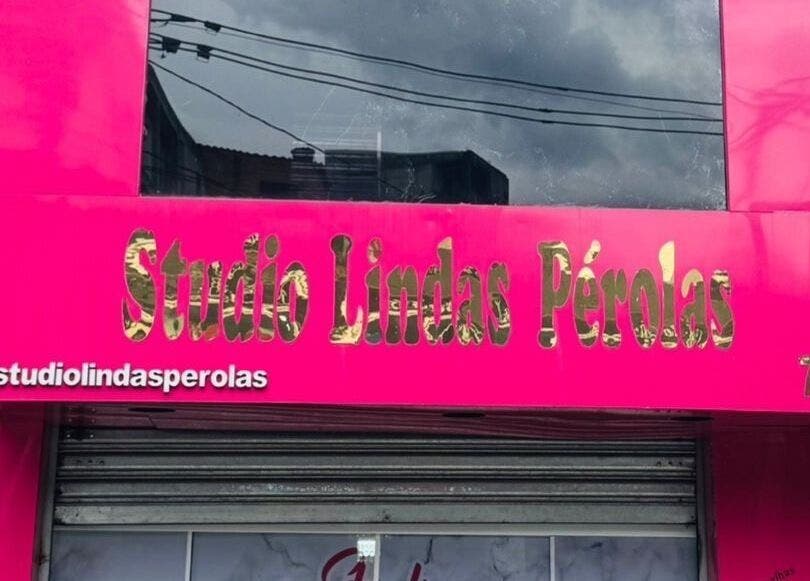 Studio Lindas Pérolas
studiolindasperolas